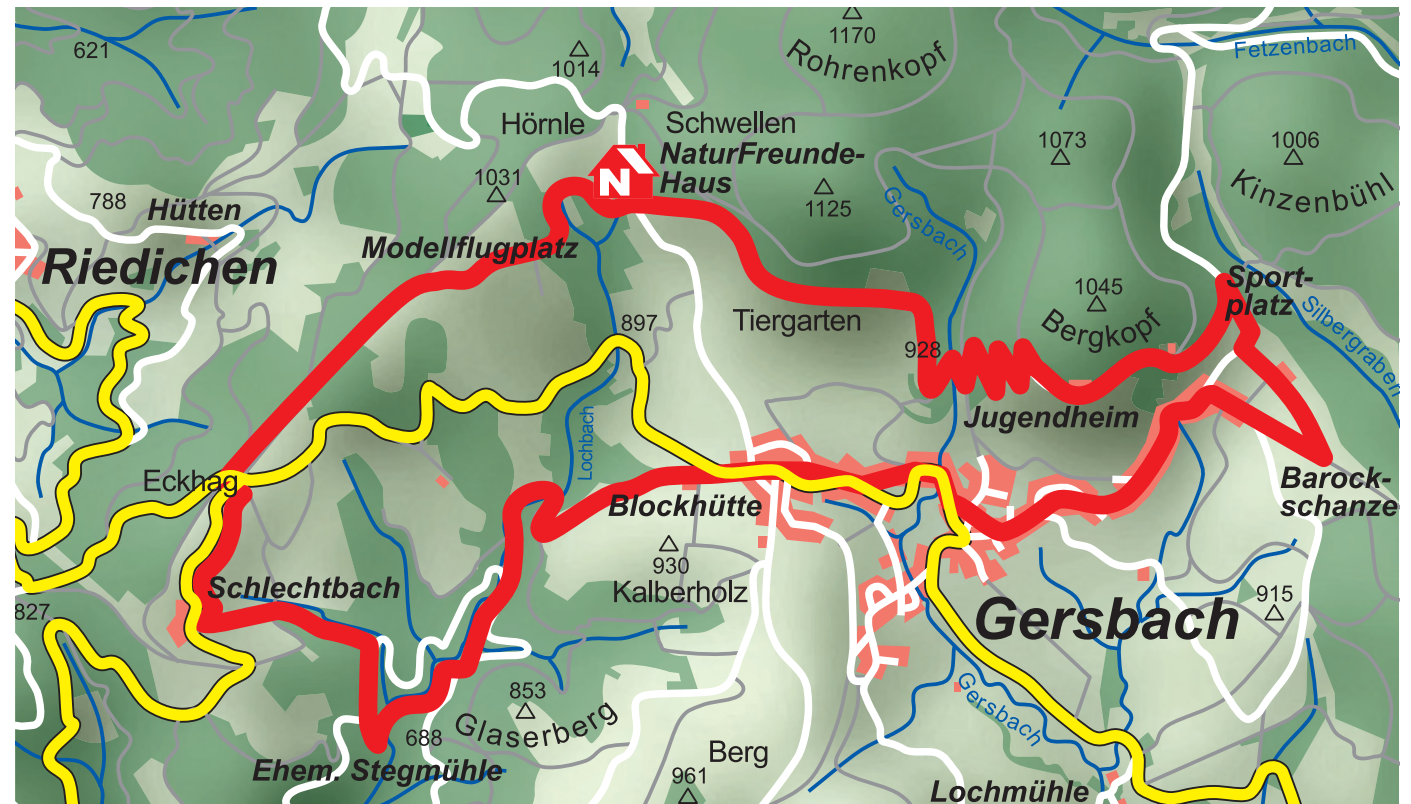 621
1014
1170
Rohrenkopf
Fetzenbach
Hörnle
Schwellen
NaturFreunde-
Haus
N
1031
1125
1073
1006
Kinzenbühl
788
Hütten
Riedichen
Modellflugplatz
Gersbach
Sport-
platz
1045
Bergkopf
Silbergraben
897
Tiergarten
928
Jugendheim
Lochbach
Eckhag
Blockhütte
Barock-
schanze
930
Kalberholz
Schlechtbach
827
915
Gersbach
853
Glaserberg
688
Gersbach
Ehem. Stegmühle
Berg
961
Lochmühle